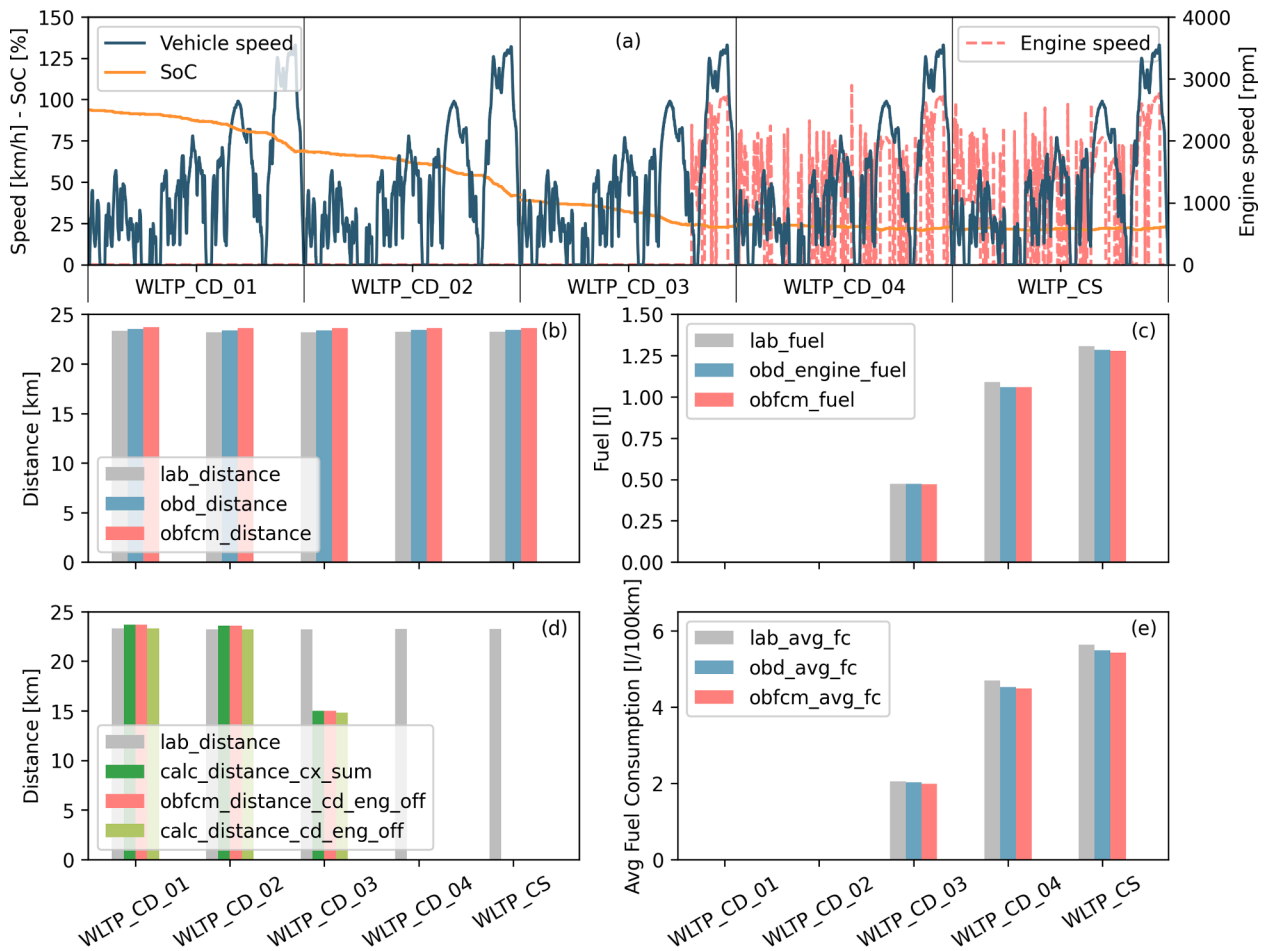 (a)
Speed [km/h] - SoC [%]
150
125
100
75
50
25
0
Vehicle speed
SoC
Engine speed
4000
3000
2000
1000
0
Engine speed [rpm]
WLTP_CD_01
WLTP_CD_02
WLTP_CD_03
WLTP_CD_04
WLTP_CS
(b)
Distance [km]
25
20
15
10
5
0
lab_distance
obd_distance
obfcm_distance
(c)
Fuel [l]
1.50
1.25
1.00
0.75
0.50
0.25
0.00
lab_fuel
obd_engine_fuel
obfcm_fuel
(d)
Distance [km]
25
20
15
10
5
0
lab_distance
calc_distance_cx_sum
obfcm_distance_cd_eng_off
calc_distance_cd_eng_off
WLTP_CD_01
WLTP_CD_02
WLTP_CD_03
WLTP_CD_04
WLTP_CS
(e)
Avg Fuel Consumption [l/100km]
6
4
2
0
lab_avg_fc
obd_avg_fc
obfcm_avg_fc
WLTP_CD_01
WLTP_CD_02
WLTP_CD_03
WLTP_CD_04
WLTP_CS